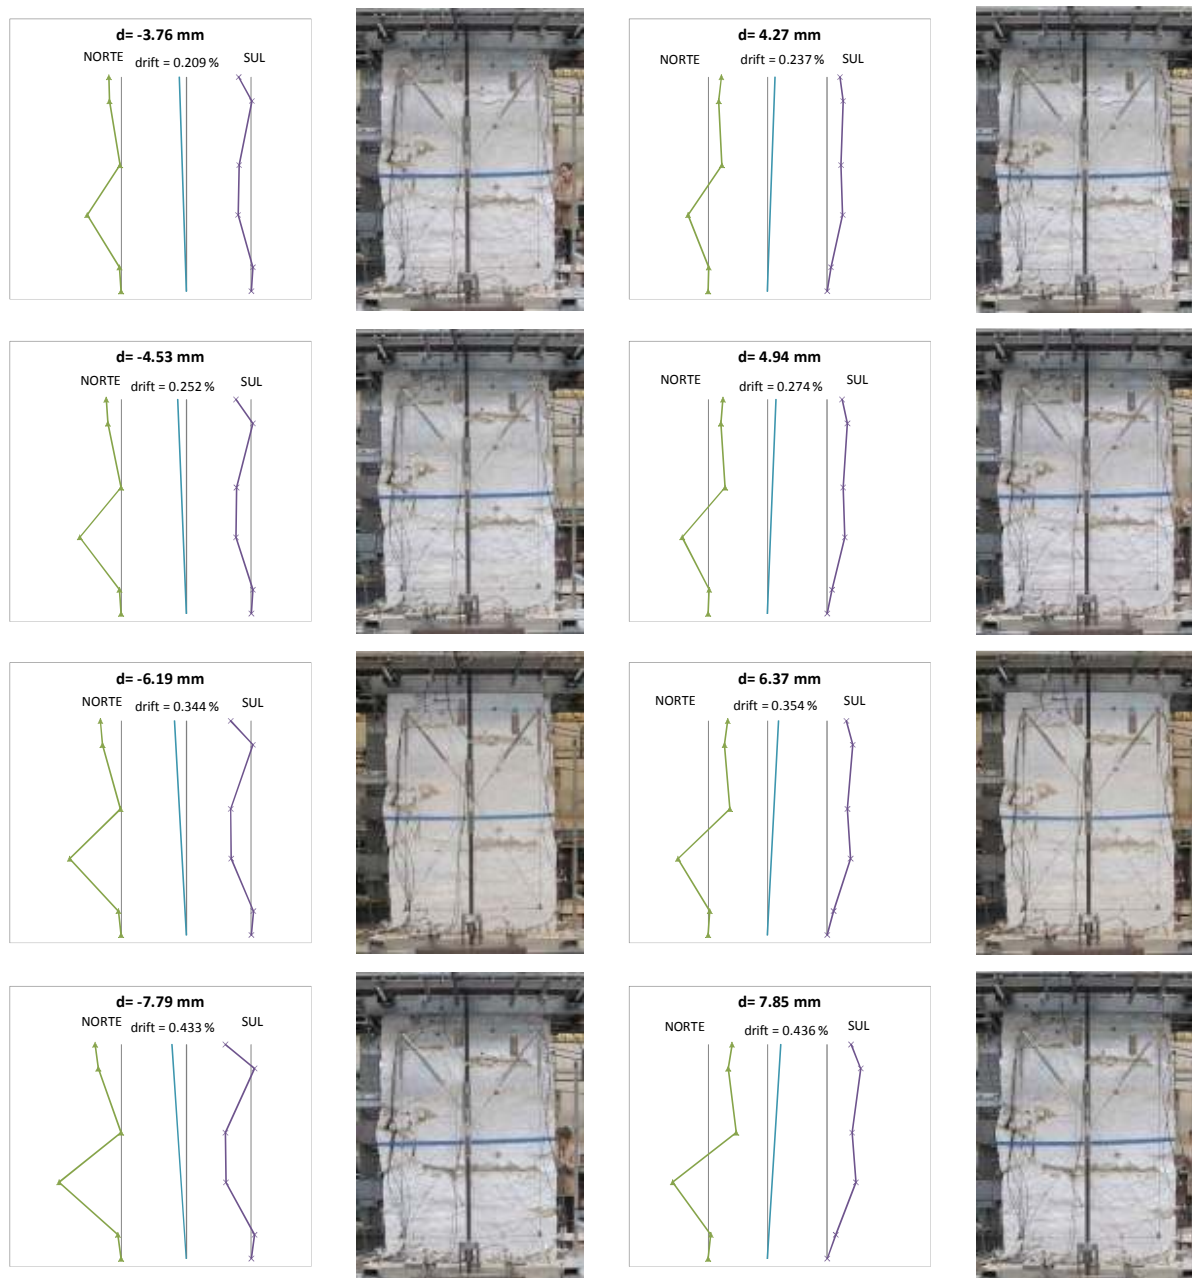 d= -3.76 mm
NORTE drift = 0.209 % SUL
d= 4.27 mm
NORTE drift = 0.237 % SUL
d= -4.53 mm
NORTE drift = 0.252 % SUL
d= 4.94 mm
NORTE drift = 0.274 % SUL
d= -6.19 mm
NORTE drift = 0.344 % SUL
d= 6.37 mm
NORTE drift = 0.354 % SUL
d= -7.79 mm
NORTE drift = 0.433 % SUL
d= 7.85 mm
NORTE drift = 0.436 % SUL